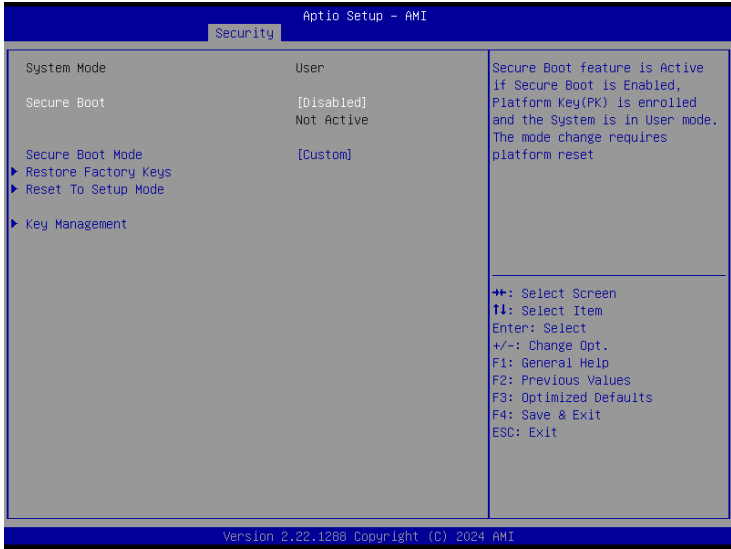 Aptio Setup – AMI
Security
System Mode User
Secure Boot [Disabled]
Not Active
Secure Boot Mode [Custom]
▶ Restore Factory Keys
▶ Reset To Setup Mode
▶ Key Management
Secure Boot feature is Active
if Secure Boot is Enabled,
Platform Key(PK) is enrolled
and the System is in User mode.
The mode change requires
platform reset
→←: Select Screen
↑↓: Select Item
Enter: Select
+/-: Change Opt.
F1: General Help
F2: Previous Values
F3: Optimized Defaults
F4: Save & Exit
ESC: Exit
Version 2.22.1288 Copyright (C) 2024 AMI